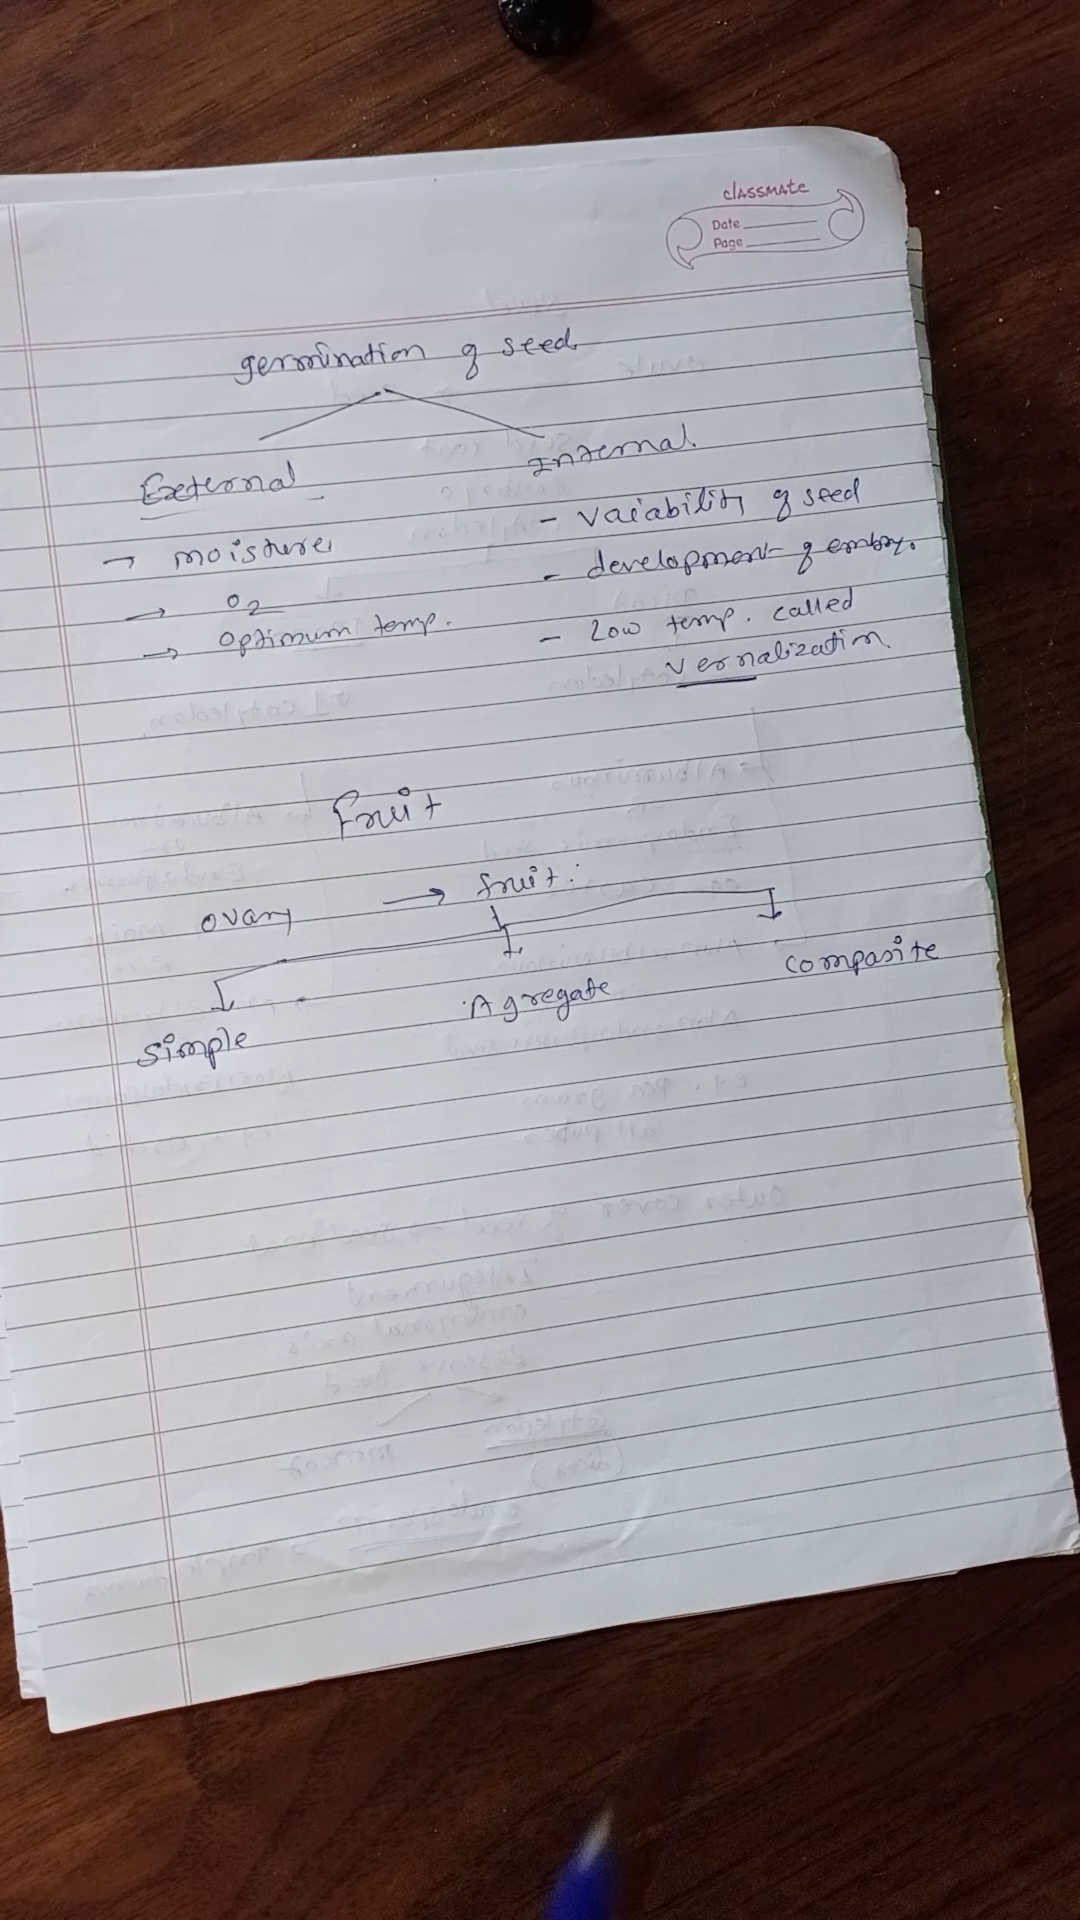 classmate
Date
Page
germination of seed
External
Internal
→ moisture
→ O2
→ optimum temp.
- vaiability of seed
- development of embryo
- low temp. called
vernalization
Fruit
ovary → fruit
simple
Agregate
composite